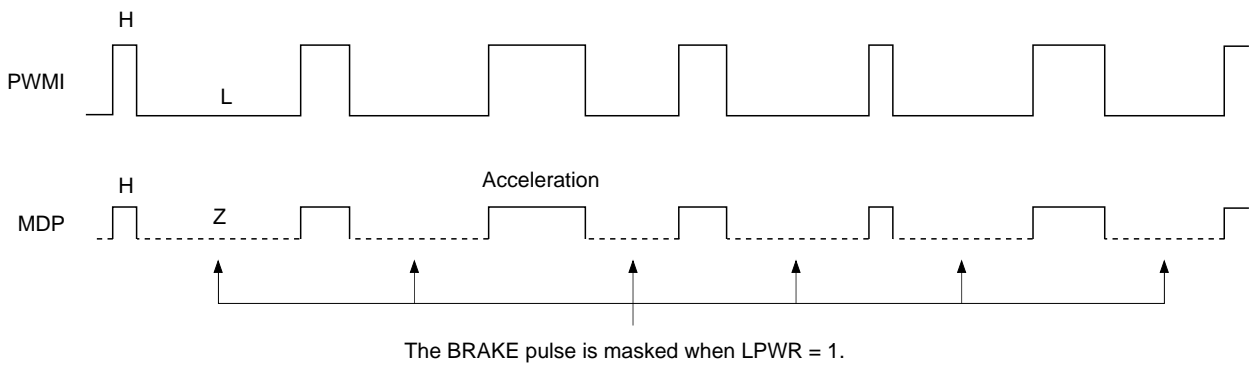 H
PWMI
L
Acceleration
H
MDP
Z
The BRAKE pulse is masked when LPWR = 1.